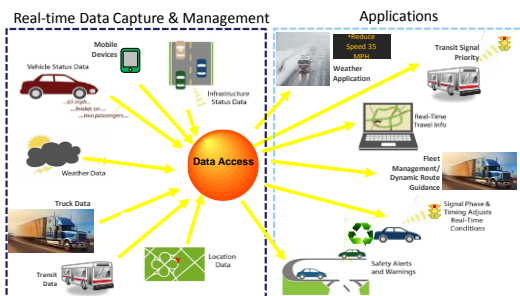 Real-time Data Capture & Management
Applications
Vehicle Status Data
Mobile
Devices
...65 mph...
...brakes on...
...two passengers...
Infrastructure
Status Data
Weather Data
Truck Data
Transit
Data
Location
Data
Data Access
•Reduce
Speed 35
MPH
Weather
Application
Transit Signal
Priority
Real-Time
Travel Info
Fleet
Management/
Dynamic Route
Guidance
Signal Phase &
Timing Adjusts
Real-Time
Conditions
Safety Alerts
and Warnings